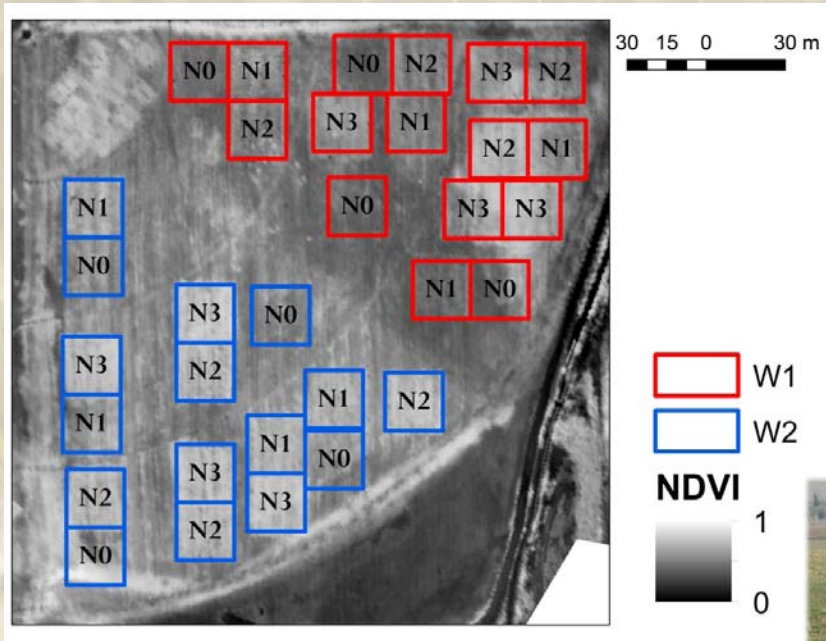 30 15 0 30 m
N0 N1 N0 N2 N3 N2
N2 N3 N1 N2 N1
N1 N0 N3 N3
N0
N3 N0 N1 N0
N3 N2
N1 N1 N2
N1 N0
N3
N2 N3
N0 N2
W1
W2
NDVI
1
0